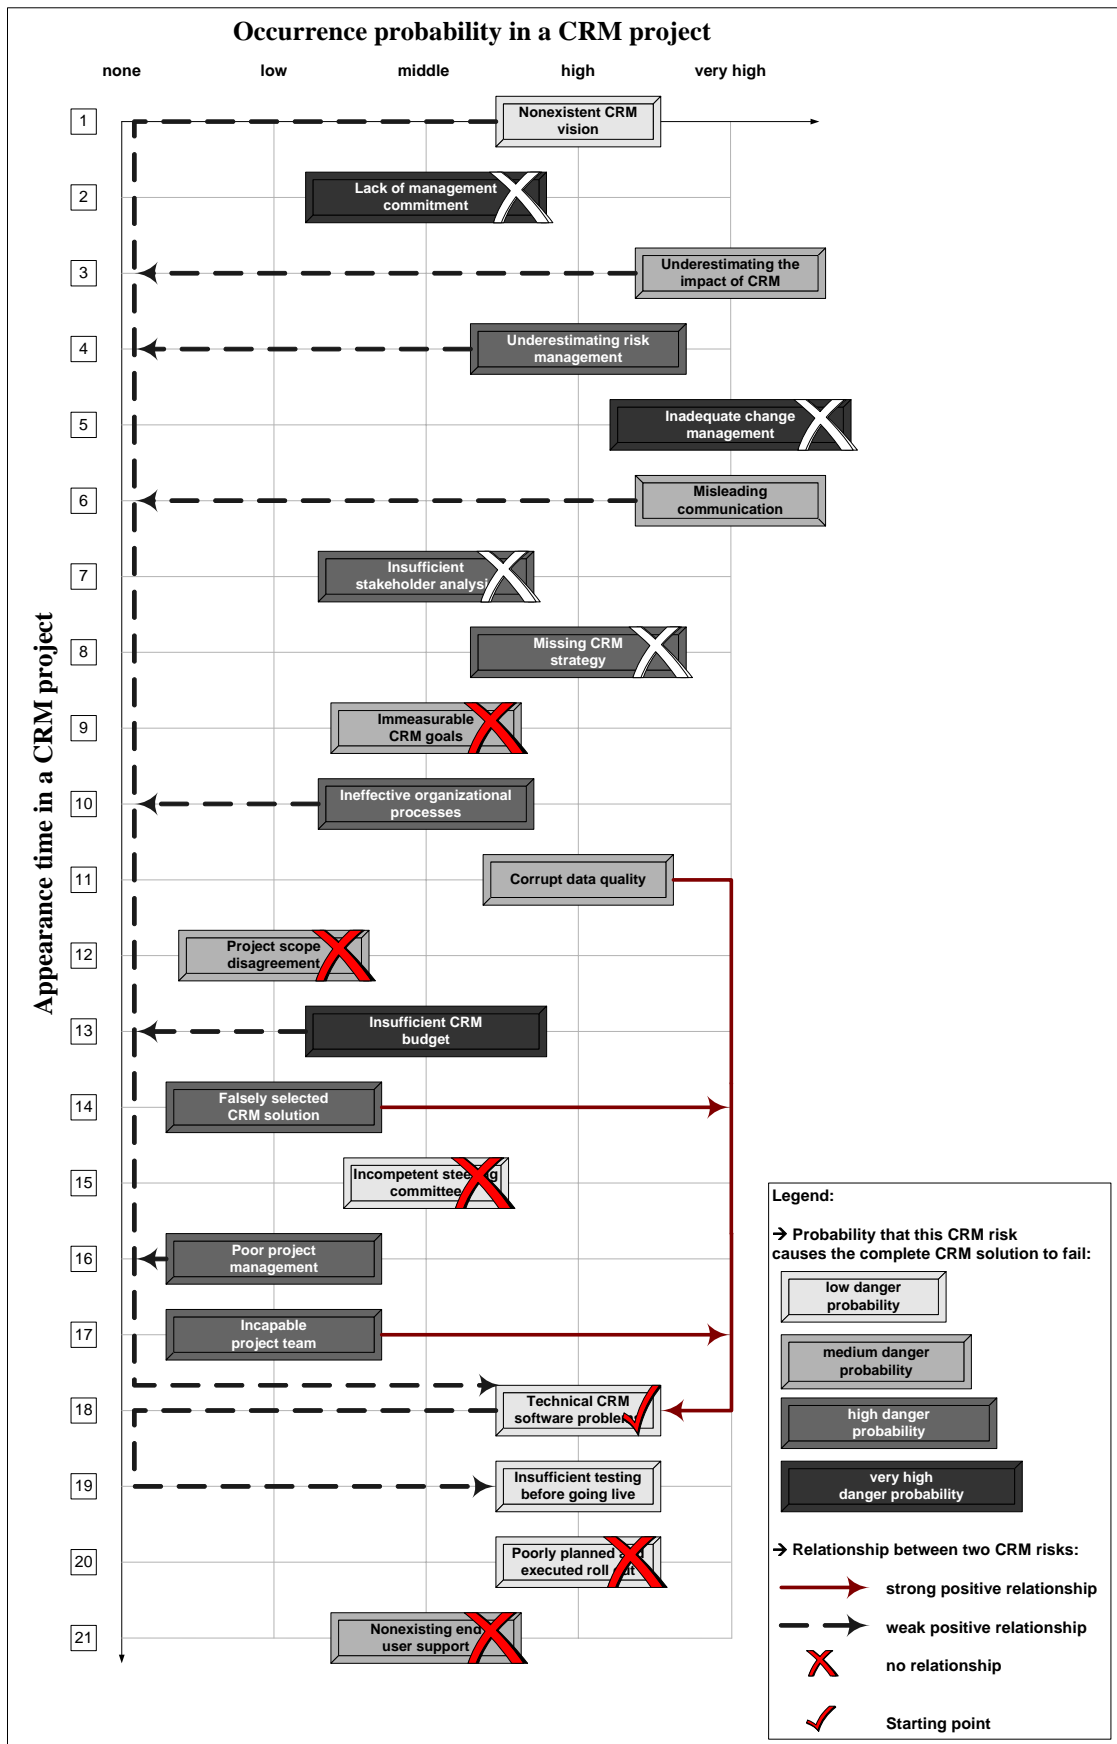 Occurrence probability in a CRM project
none low middle high very high
Appearance time in a CRM project
1
Nonexistent CRM
vision
2
Lack of management
commitment
3
Underestimating the
impact of CRM
4
Underestimating risk
management
5
Inadequate change
management
6
Misleading
communication
7
Insufficient
stakeholder analysis
8
Missing CRM
strategy
9
Immeasurable
CRM goals
10
Ineffective organizational
processes
11
Corrupt data quality
12
Project scope
disagreement
13
Insufficient CRM
budget
14
Falsely selected
CRM solution
15
Incompetent steering
committee
16
Poor project
management
17
Incapable
project team
18
Technical CRM
software problems
19
Insufficient testing
before going live
20
Poorly planned and
executed roll out
21
Nonexisting end
user support
Legend:
→ Probability that this CRM risk
causes the complete CRM solution to fail:
low danger
probability
medium danger
probability
high danger
probability
very high
danger probability
→ Relationship between two CRM risks:
strong positive relationship
weak positive relationship
no relationship
Starting point